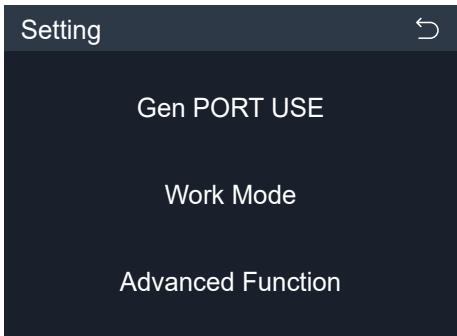 Setting
Gen PORT USE
Work Mode
Advanced Function